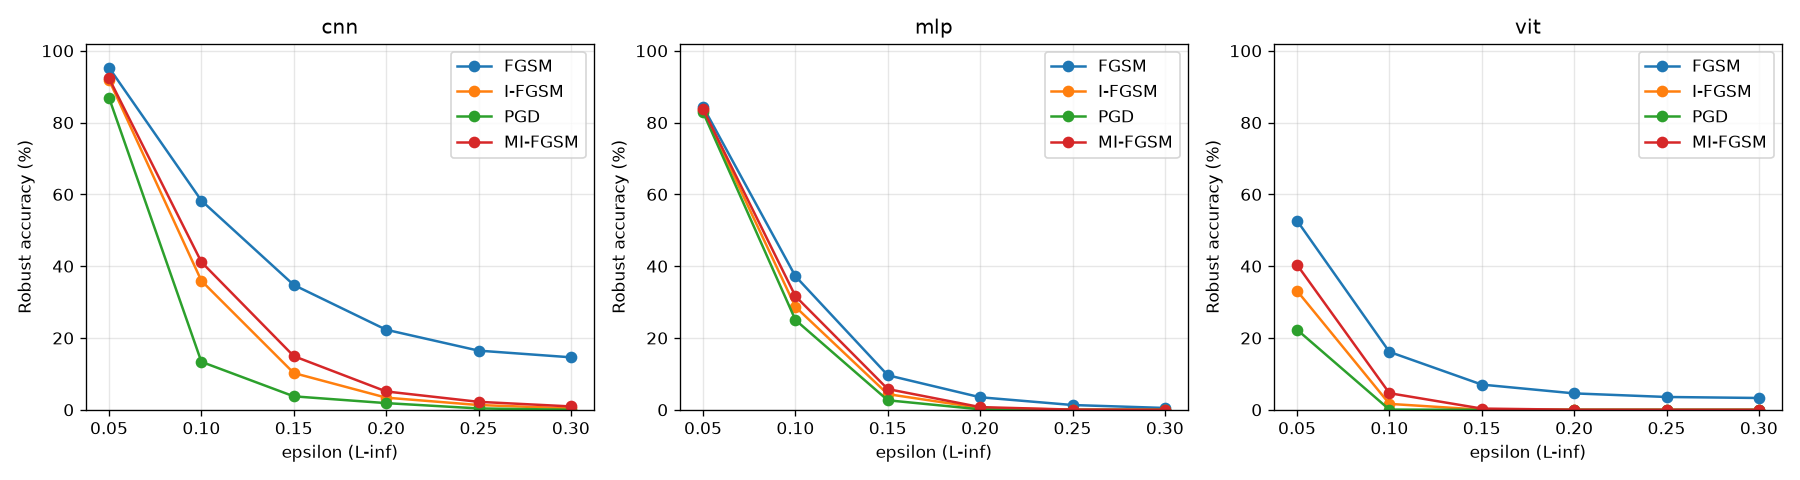 cnn
100
80
60
40
20
0
Robust accuracy (%)
0.05 0.10 0.15 0.20 0.25 0.30
epsilon (L-inf)
FGSM
I-FGSM
PGD
MI-FGSM
mlp
100
80
60
40
20
0
Robust accuracy (%)
0.05 0.10 0.15 0.20 0.25 0.30
epsilon (L-inf)
FGSM
I-FGSM
PGD
MI-FGSM
vit
100
80
60
40
20
0
Robust accuracy (%)
0.05 0.10 0.15 0.20 0.25 0.30
epsilon (L-inf)
FGSM
I-FGSM
PGD
MI-FGSM